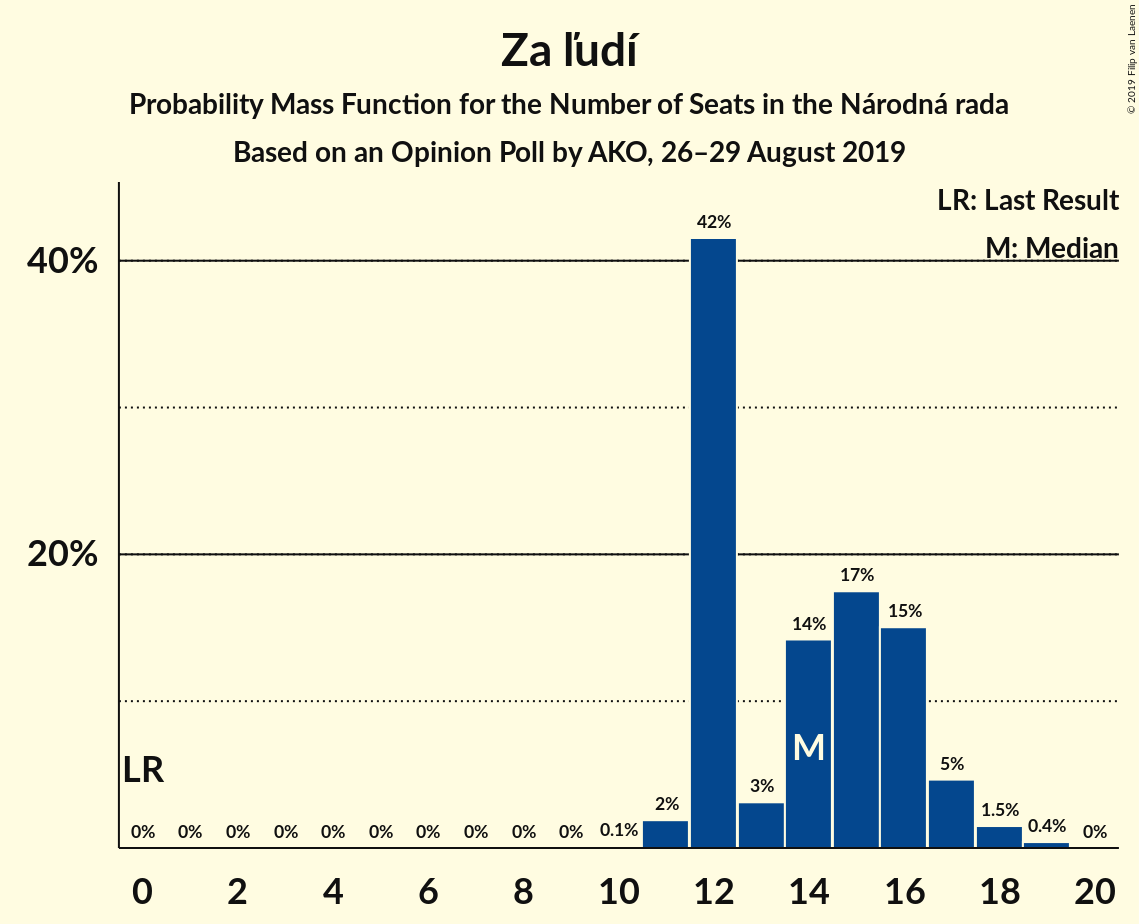 Za ľudí
Probability Mass Function for the Number of Seats in the Národná rada
Based on an Opinion Poll by AKO, 26–29 August 2019
© 2019 Filip van Laenen
LR: Last Result
M: Median
40%
20%
42%
17%
15%
14%
M
5%
3%
2%
1.5%
0.4%
LR
0% 0% 0% 0% 0% 0% 0% 0% 0% 0% 0.1% 0%
0 2 4 6 8 10 12 14 16 18 20